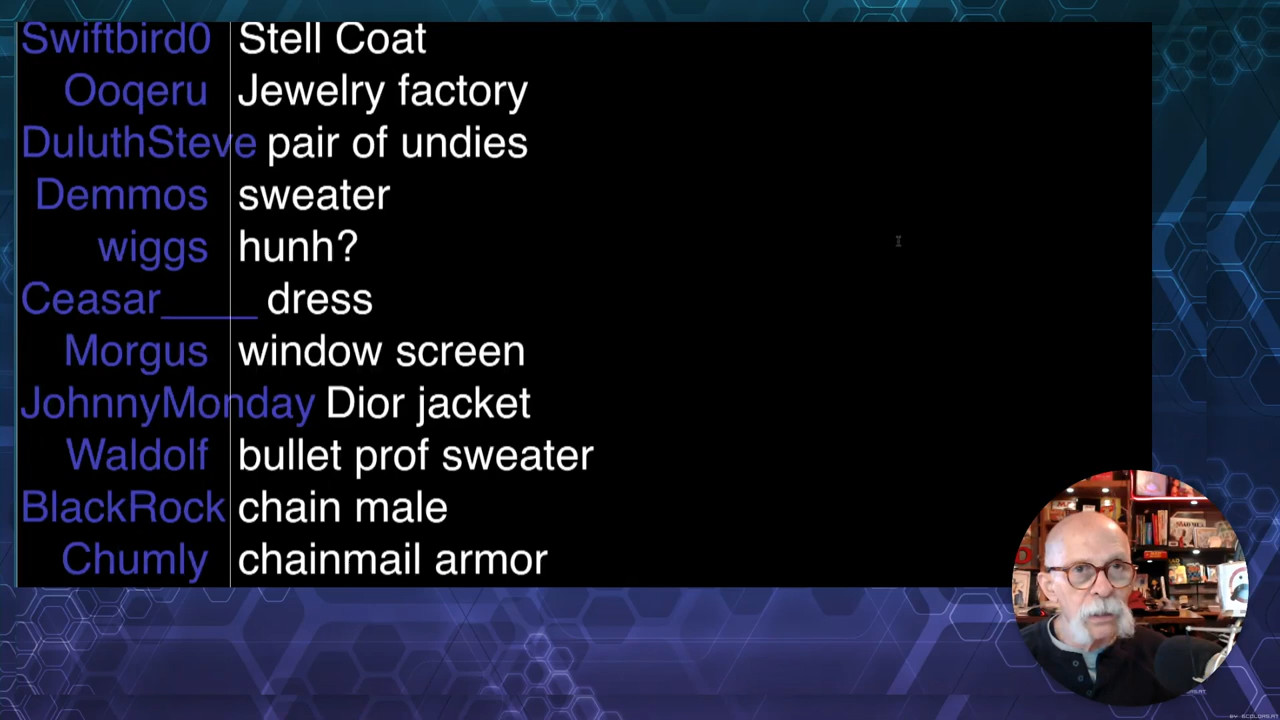 Swiftbird0 Stell Coat
Ooqeru Jewelry factory
DuluthSteve pair of undies
Demmos sweater
wiggs hunh?
Ceasar_____ dress
Morgus window screen
JohnnyMonday Dior jacket
Waldolf bullet prof sweater
BlackRock chain male
Chumly chainmail armor